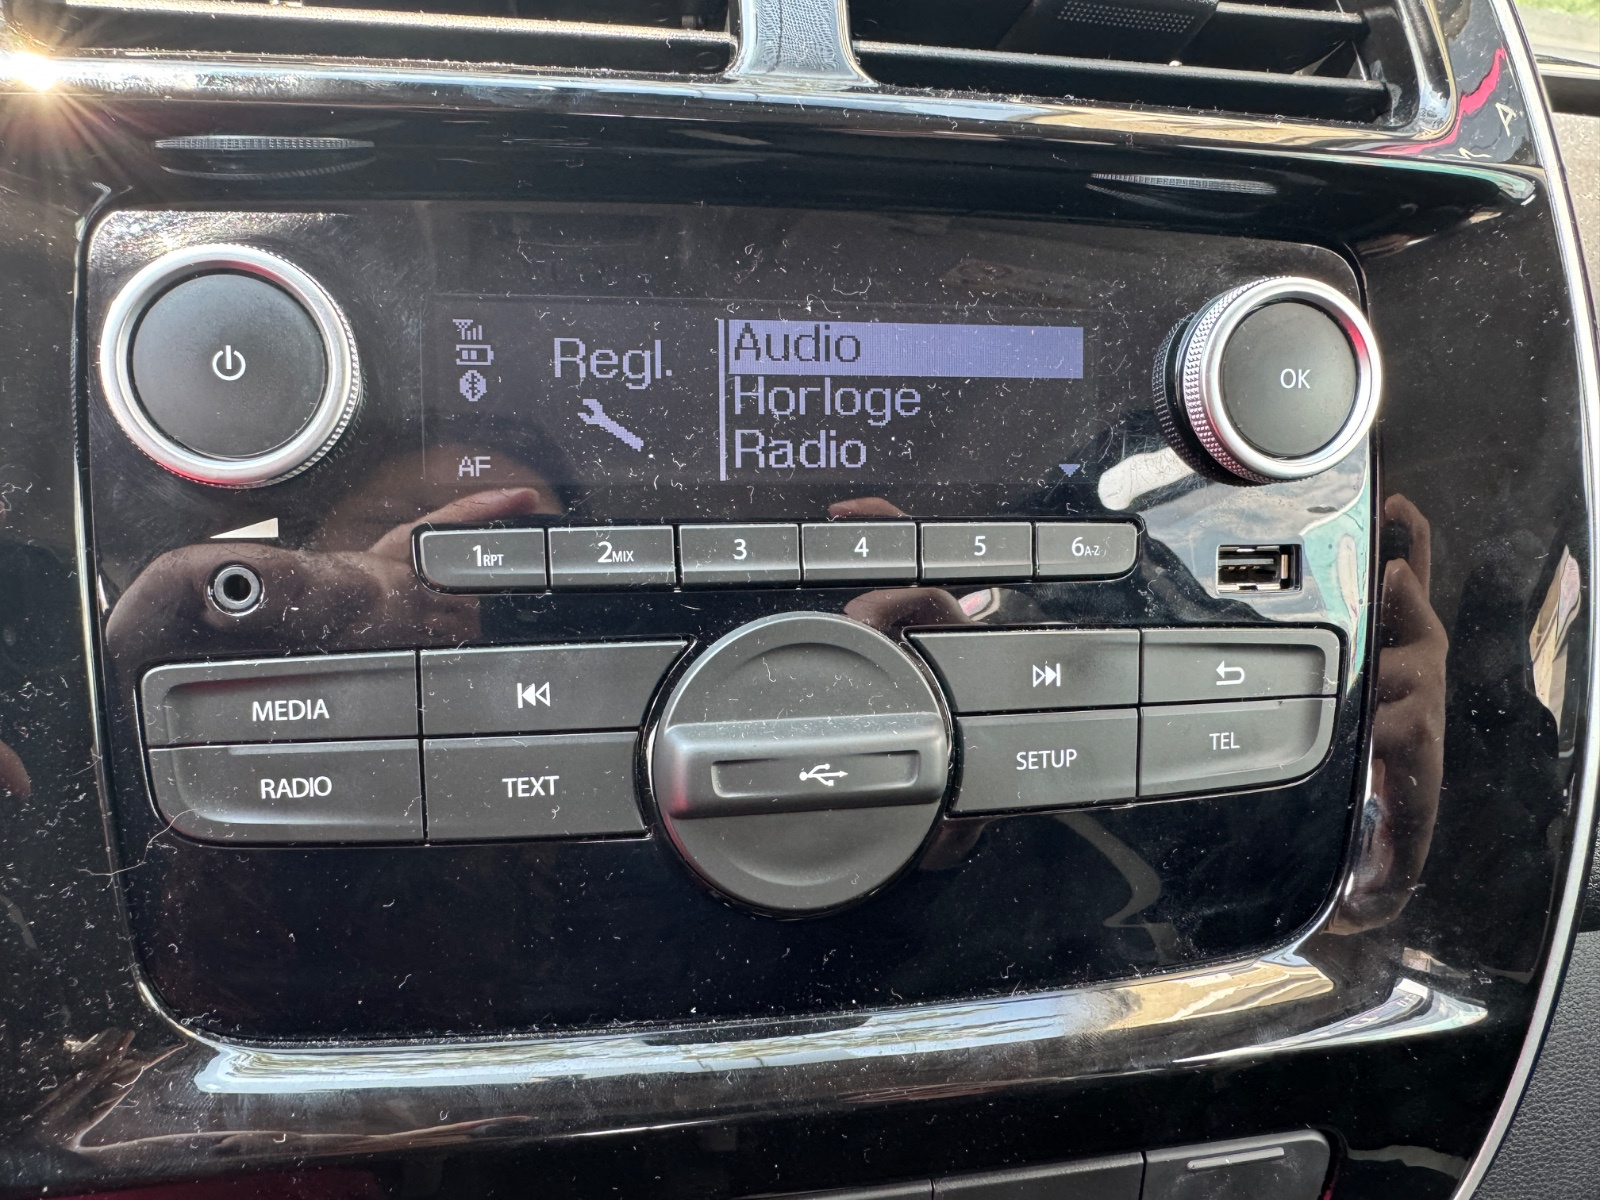 Regl.
Audio
Horloge
Radio
AF
OK
1RPT
2MIX
3
4
5
6A-Z
MEDIA
RADIO
TEXT
SETUP
TEL